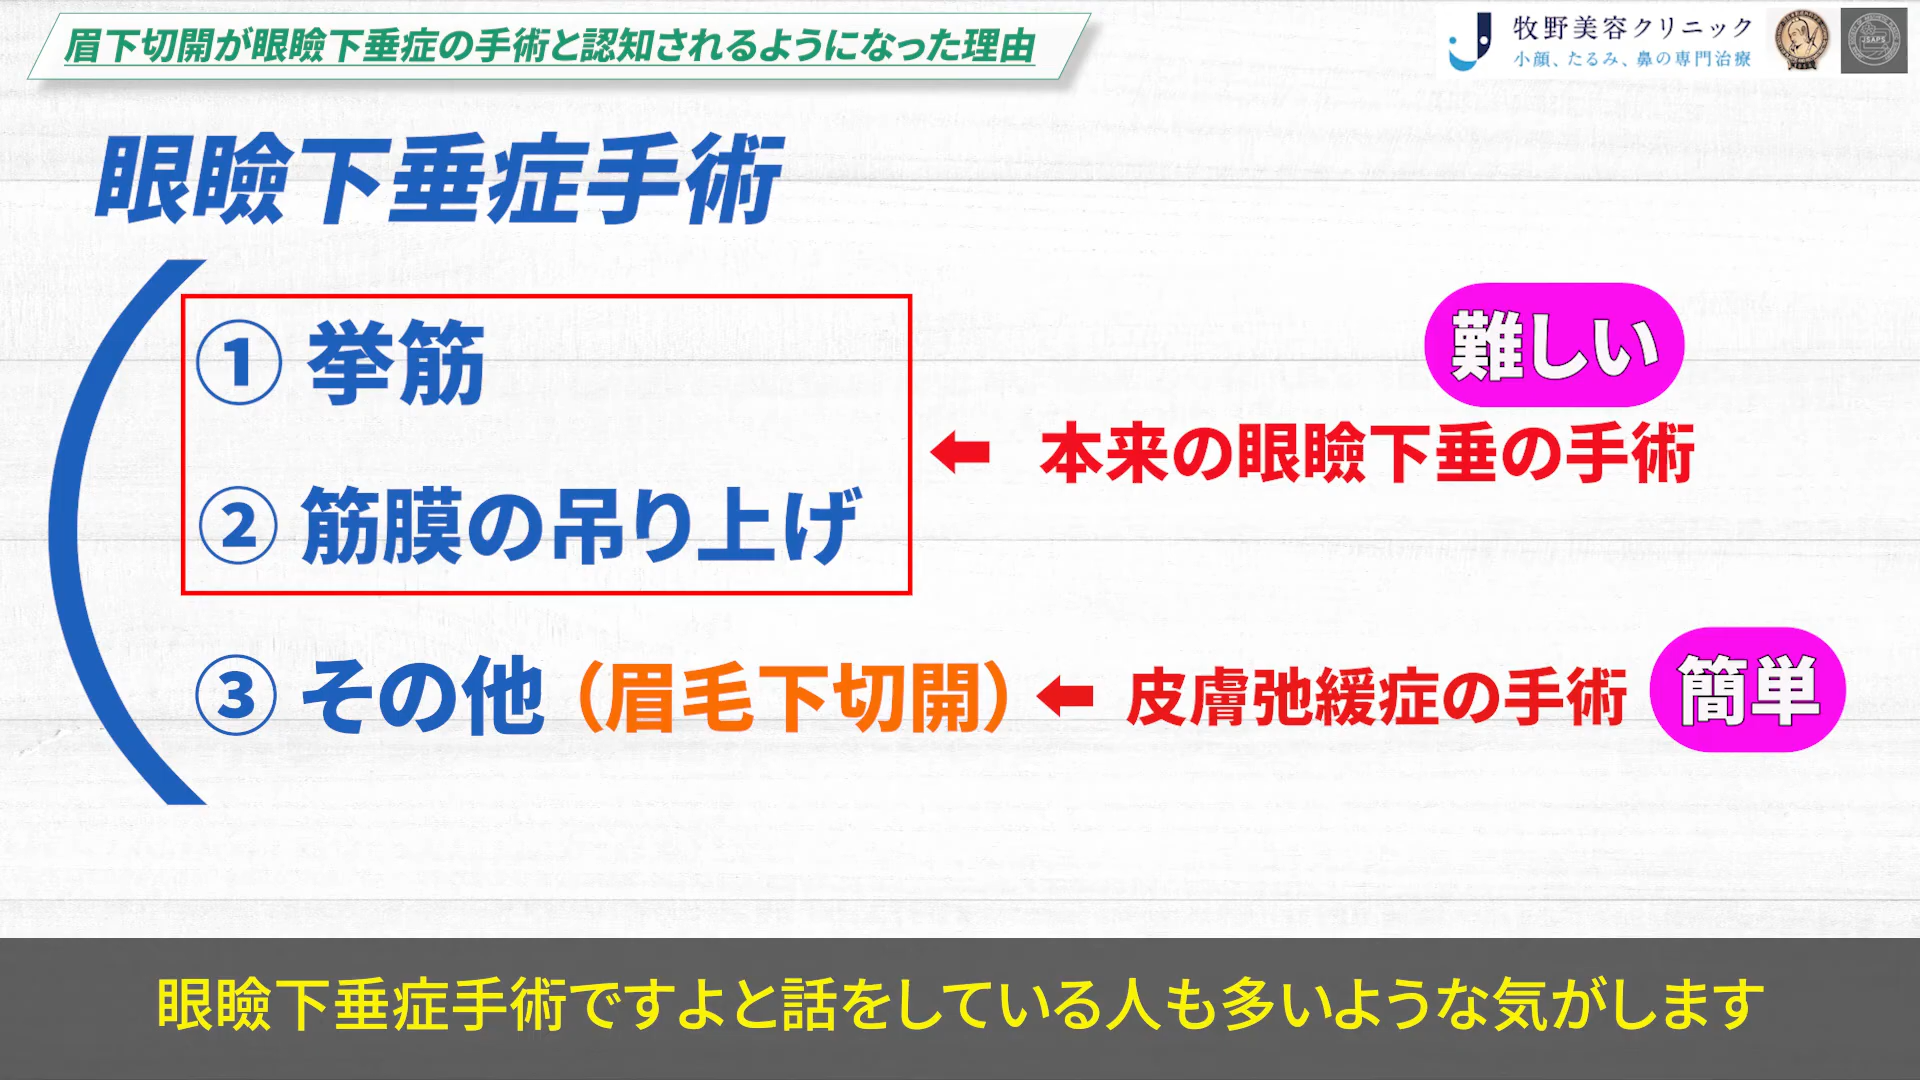 眉下切開が眼瞼下垂症の手術と認知されるようになった理由
牧野美容クリニック
小顔、たるみ、鼻の専門治療
眼瞼下垂症手術
① 挙筋
難しい
本来の眼瞼下垂の手術
② 筋膜の吊り上げ
③ その他（眉毛下切開）
皮膚弛緩症の手術
簡単
眼瞼下垂症手術ですよと話をしている人も多いような気がします